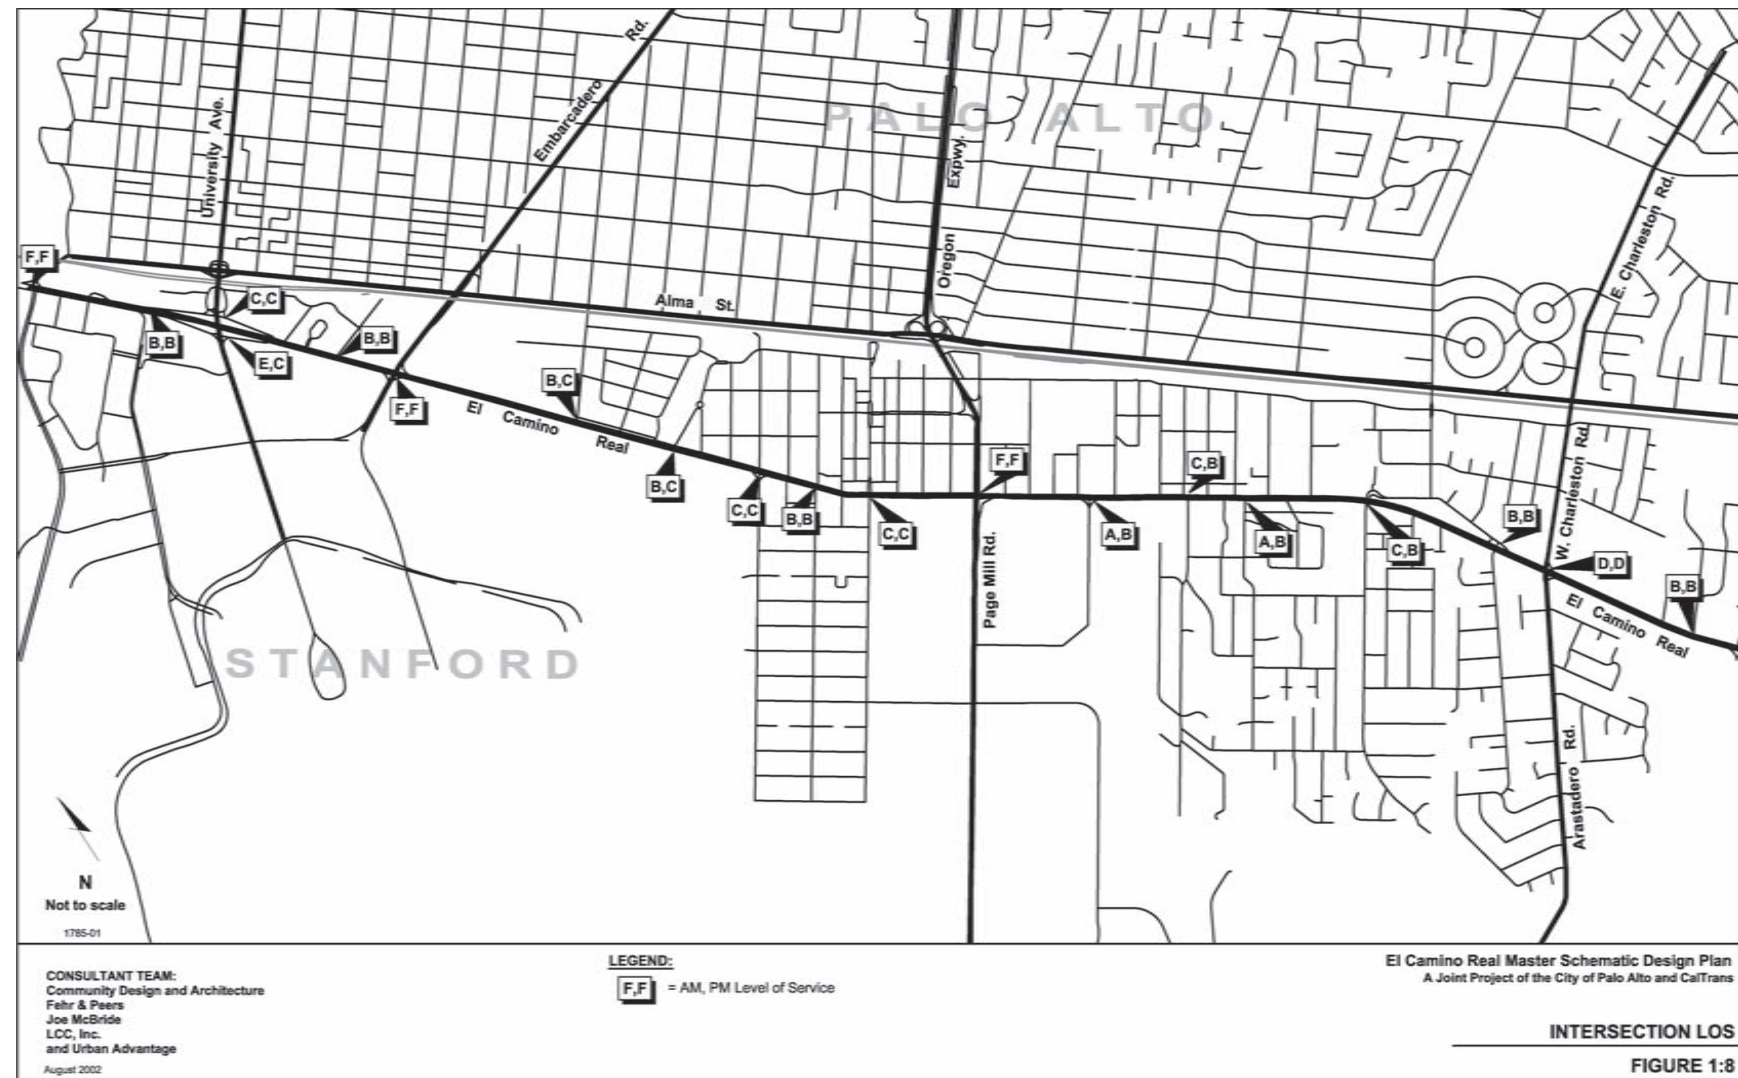 PALO ALTO
University Ave.
Embarcadero Rd.
Oregon Expwy.
E. Charleston Rd.
F,F
Alma St.
C,C
B,B
E,C
B,B
F,F
El Camino Real
B,C
B,C
C,C
B,B
C,C
F,F
Page Mill Rd.
A,B
C,B
A,B
C,B
B,B
W. Charleston Rd.
D,D
B,B
El Camino Real
Arastadero Rd.
STANFORD
N
Not to scale
1785-01
CONSULTANT TEAM:
Community Design and Architecture
Fehr & Peers
Joe McBride
LCC, Inc.
and Urban Advantage
August 2002
LEGEND:
F,F = AM, PM Level of Service
El Camino Real Master Schematic Design Plan
A Joint Project of the City of Palo Alto and CalTrans
INTERSECTION LOS
FIGURE 1:8